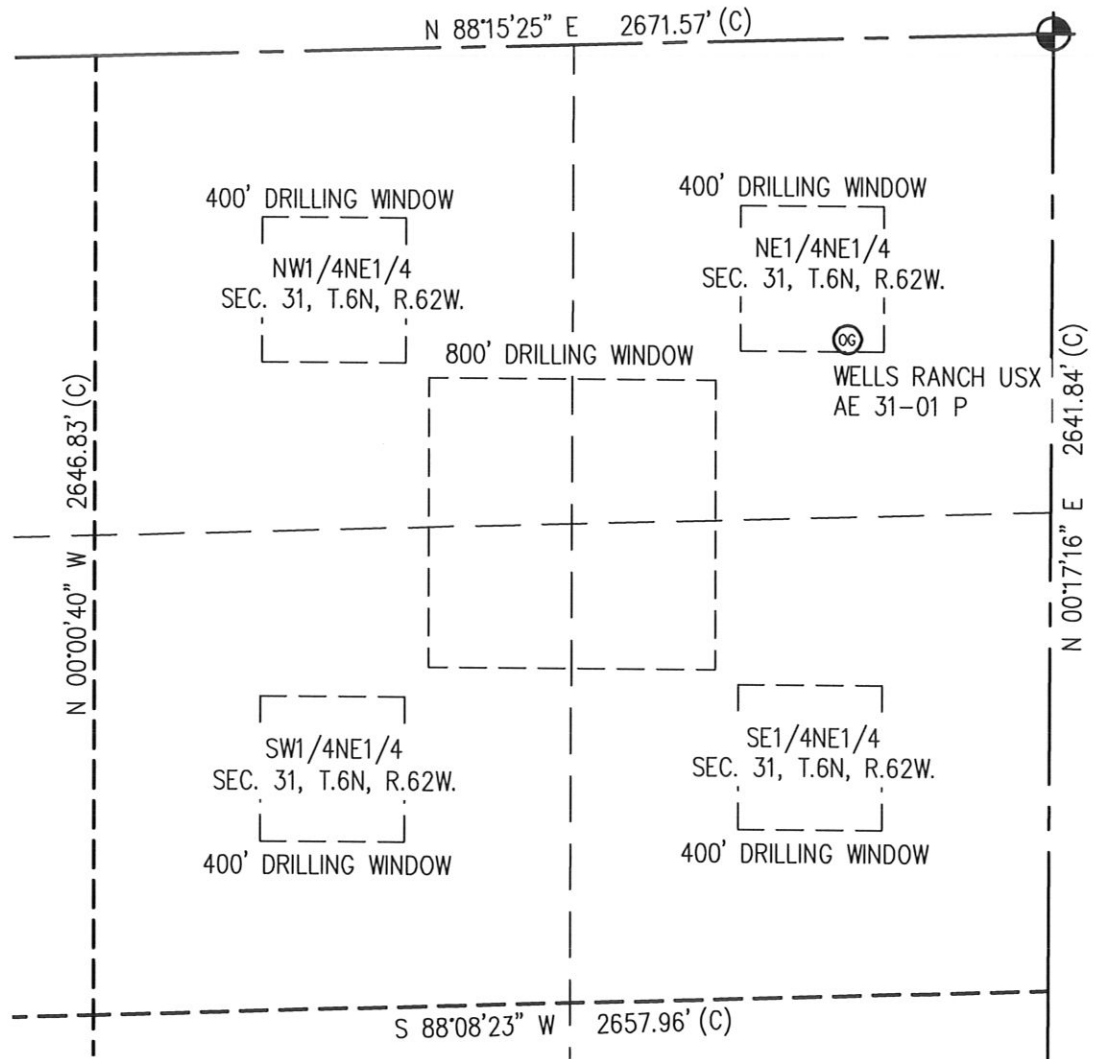 N 88°15'25" E 2671.57' (C)
400' DRILLING WINDOW
NW1/4NE1/4
SEC. 31, T.6N, R.62W.
400' DRILLING WINDOW
NE1/4NE1/4
SEC. 31, T.6N, R.62W.
OG
WELLS RANCH USX
AE 31-01 P
800' DRILLING WINDOW
N 00°00'40" W 2646.83' (C)
N 00°17'16" E 2641.84' (C)
SW1/4NE1/4
SEC. 31, T.6N, R.62W.
400' DRILLING WINDOW
SE1/4NE1/4
SEC. 31, T.6N, R.62W.
400' DRILLING WINDOW
S 88°08'23" W 2657.96' (C)